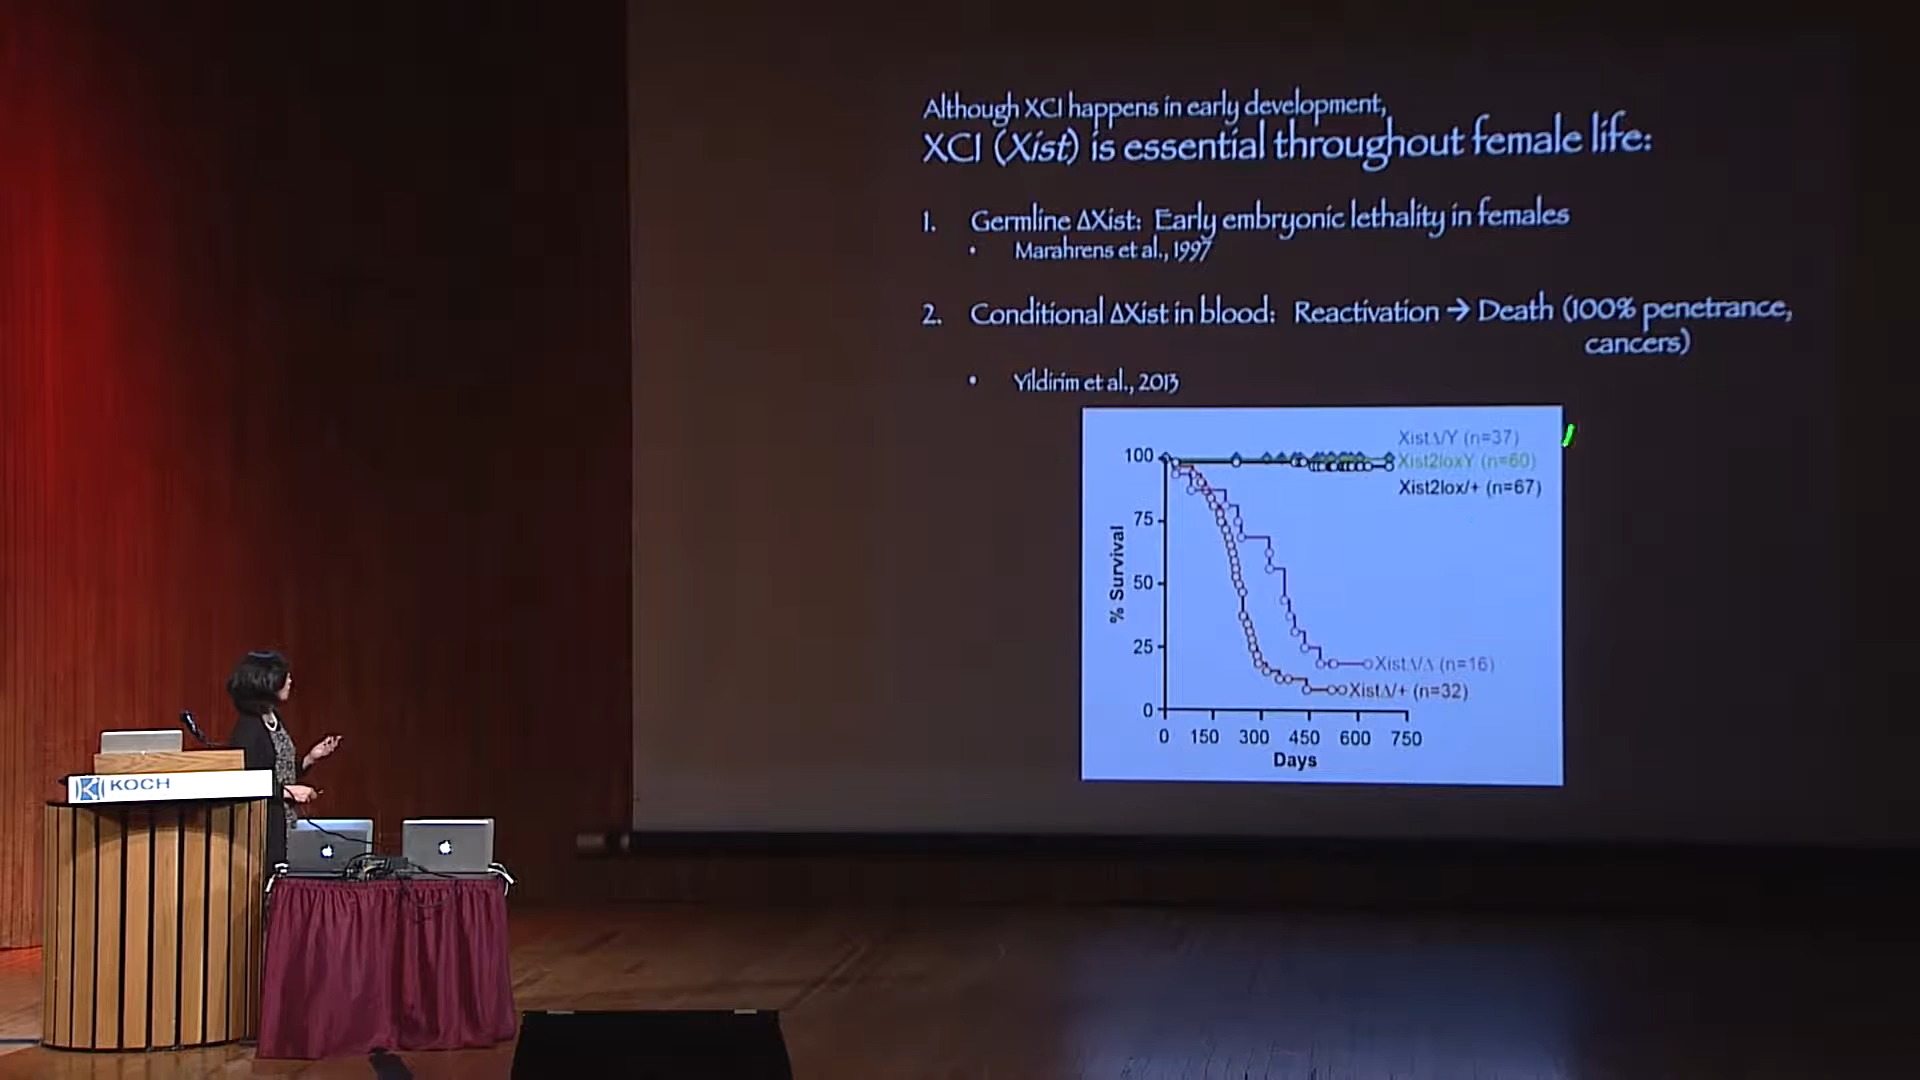 Although XCI happens in early development,
XCI (Xist) is essential throughout female life:
1. Germline ΔXist: Early embryonic lethality in females
• Marahrens et al., 1997
2. Conditional ΔXist in blood: Reactivation → Death (100% penetrance,
cancers)
• Yildirim et al., 2013
XistΔ/Y (n=37)
Xist2loxY (n=60)
Xist2lox/+ (n=67)
100
75
50
25
0
% Survival
XistΔ/Δ (n=16)
XistΔ/+ (n=32)
0 150 300 450 600 750
Days
KOCH